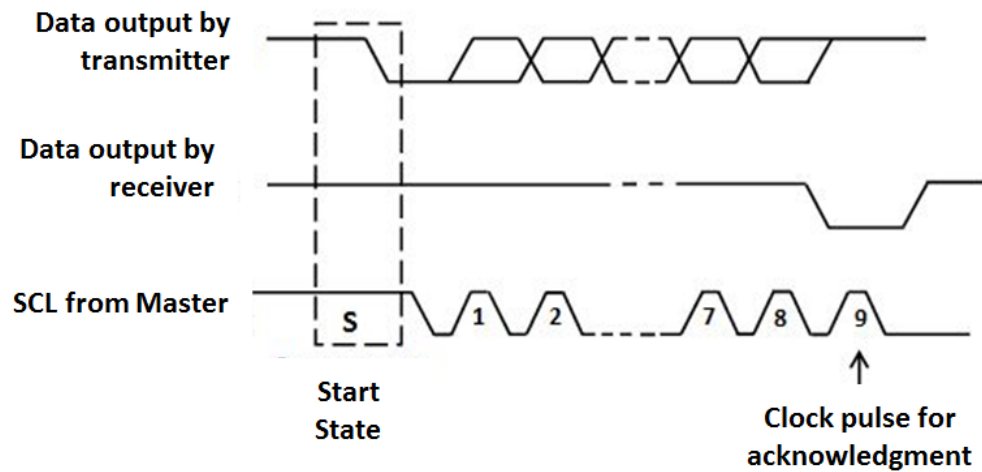 Data output by
transmitter
Data output by
receiver
SCL from Master
S
1
2
7
8
9
Start
State
Clock pulse for
acknowledgment